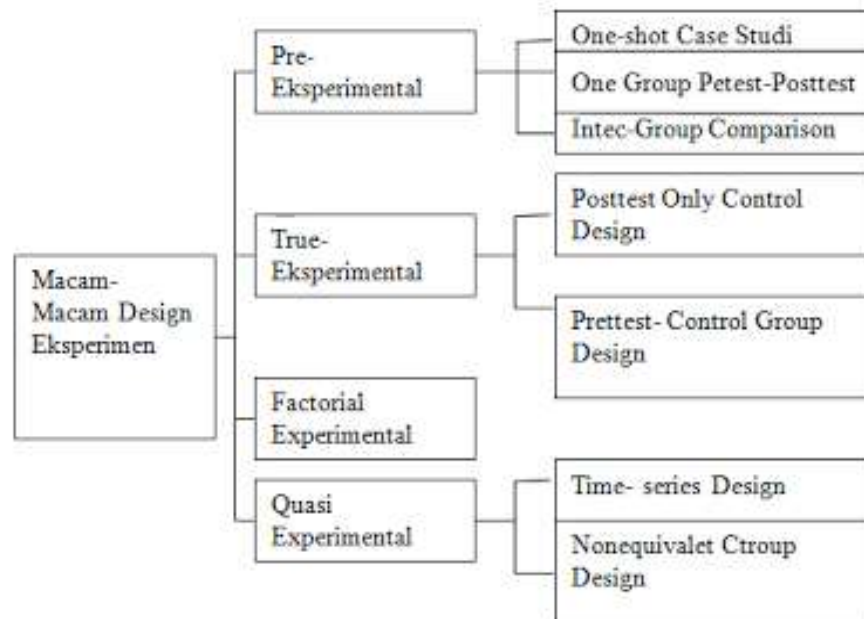 Macam-
Macam Design
Eksperimen
Pre-
Eksperimental
One-shot Case Studi
One Group Petest-Posttest
Intec-Group Comparison
True-
Eksperimental
Posttest Only Control
Design
Prettest- Control Group
Design
Factorial
Experimental
Quasi
Experimental
Time- series Design
Nonequivalet Ctroup
Design